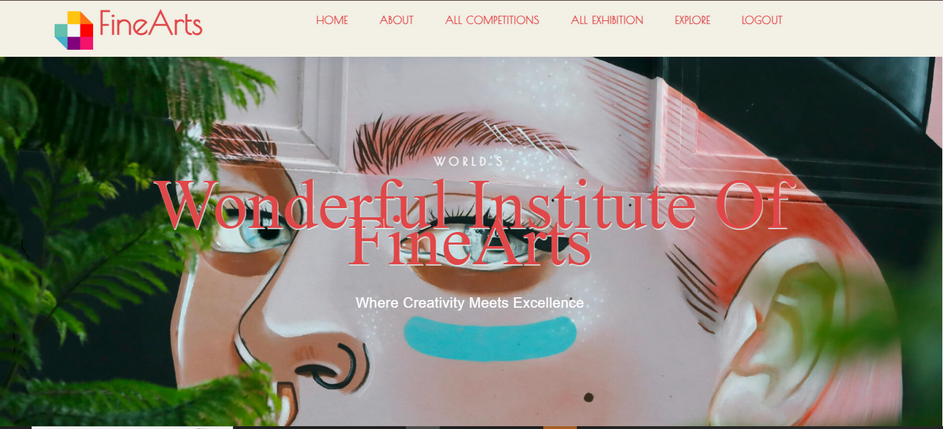 FineArts
HOME ABOUT ALL COMPETITIONS ALL EXHIBITION EXPLORE LOGOUT
WORLD'S
Wonderful Institute Of
FineArts
Where Creativity Meets Excellence